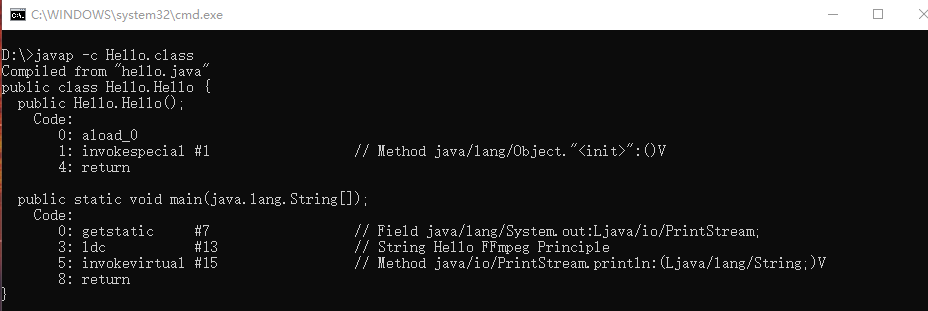 C:\WINDOWS\system32\cmd.exe
D:\>javap -c Hello.class
Compiled from "hello.java"
public class Hello.Hello {
  public Hello.Hello();
    Code:
       0: aload_0
       1: invokespecial #1                  // Method java/lang/Object."<init>":()V
       4: return

  public static void main(java.lang.String[]);
    Code:
       0: getstatic     #7                  // Field java/lang/System.out:Ljava/io/PrintStream;
       3: ldc           #13                 // String Hello FFmpeg Principle
       5: invokevirtual #15                 // Method java/io/PrintStream.println:(Ljava/lang/String;)V
       8: return
}